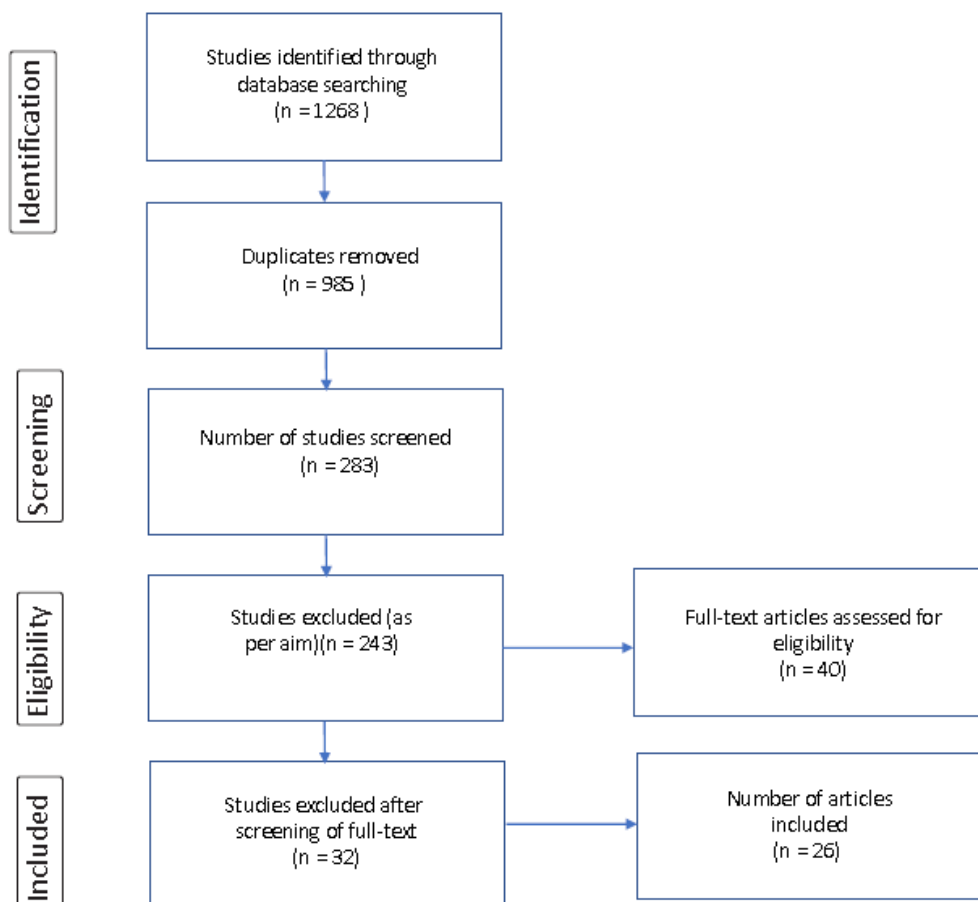 Identification
Studies identified through
database searching
(n =1268 )
Duplicates removed
(n = 985 )
Screening
Number of studies screened
(n = 283)
Eligibility
Studies excluded (as
per aim)(n = 243)
Full-text articles assessed for
eligibility
(n = 40)
Included
Studies excluded after
screening of full-text
(n = 32)
Number of articles
included
(n = 26)